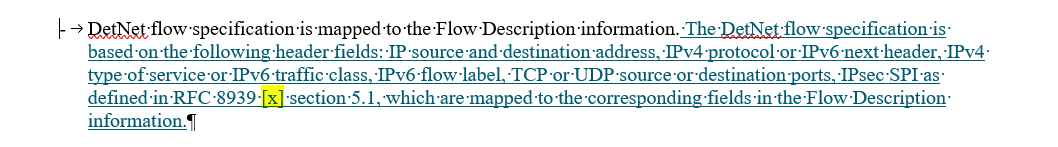 - → DetNet flow specification is mapped to the Flow Description information. The DetNet flow specification is
based on the following header fields: IP source and destination address, IPv4 protocol or IPv6 next header, IPv4
type of service or IPv6 traffic class, IPv6 flow label, TCP or UDP source or destination ports, IPsec SPI as
defined in RFC 8939 [x] section 5.1, which are mapped to the corresponding fields in the Flow Description
information.¶